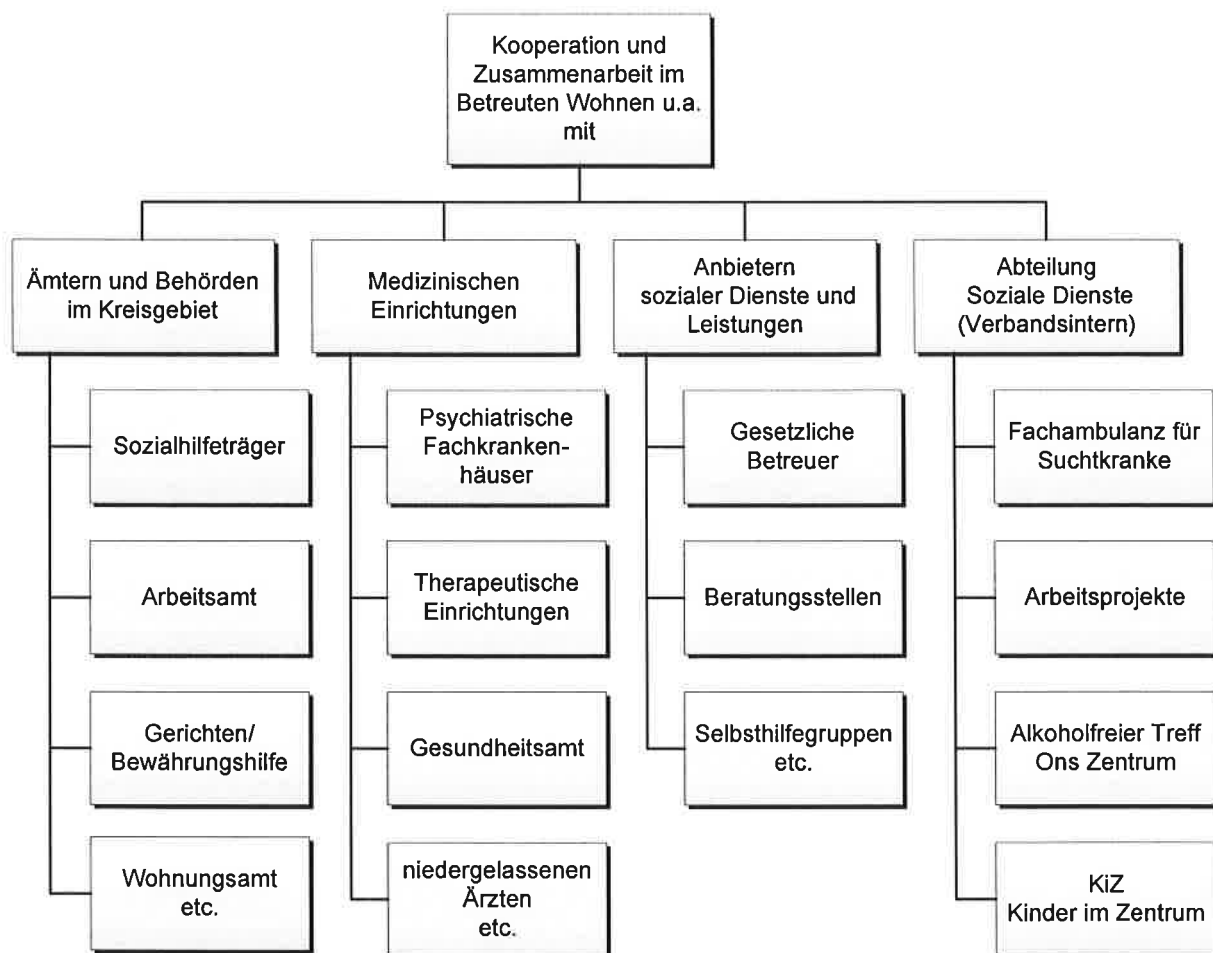 Kooperation und
Zusammenarbeit im
Betreuten Wohnen u.a.
mit
Ämtern und Behörden
im Kreisgebiet
Sozialhilfeträger
Arbeitsamt
Gerichten/
Bewährungshilfe
Wohnungsamt
etc.
Medizinischen
Einrichtungen
Psychiatrische
Fachkranken-
häuser
Therapeutische
Einrichtungen
Gesundheitsamt
niedergelassenen
Ärzten
etc.
Anbietern
sozialer Dienste und
Leistungen
Gesetzliche
Betreuer
Beratungsstellen
Selbsthilfegruppen
etc.
Abteilung
Soziale Dienste
(Verbandsintern)
Fachambulanz für
Suchtkranke
Arbeitsprojekte
Alkoholfreier Treff
Ons Zentrum
KiZ
Kinder im Zentrum